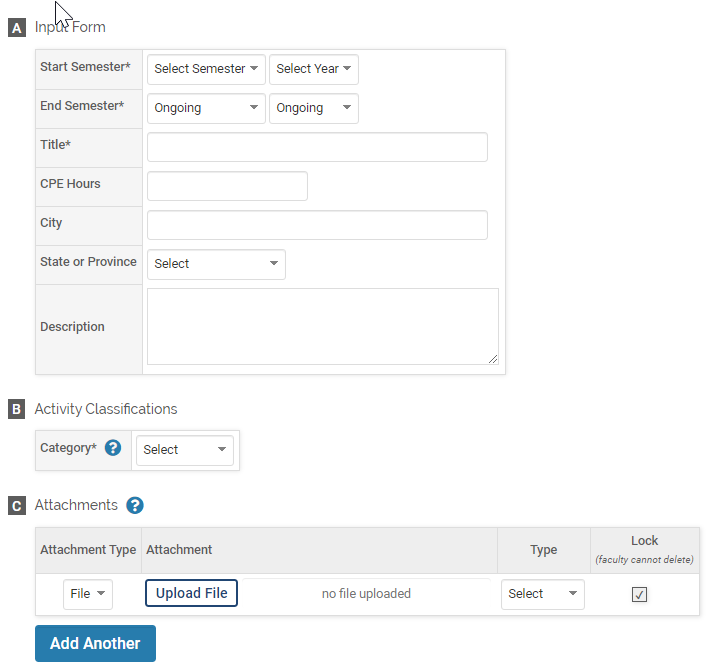 A Input Form
Start Semester* Select Semester Select Year
End Semester* Ongoing Ongoing
Title*
CPE Hours
City
State or Province Select
Description
B Activity Classifications
Category* ? Select
C Attachments ?
Attachment Type Attachment Type Lock
(faculty cannot delete)
File Upload File no file uploaded Select
Add Another